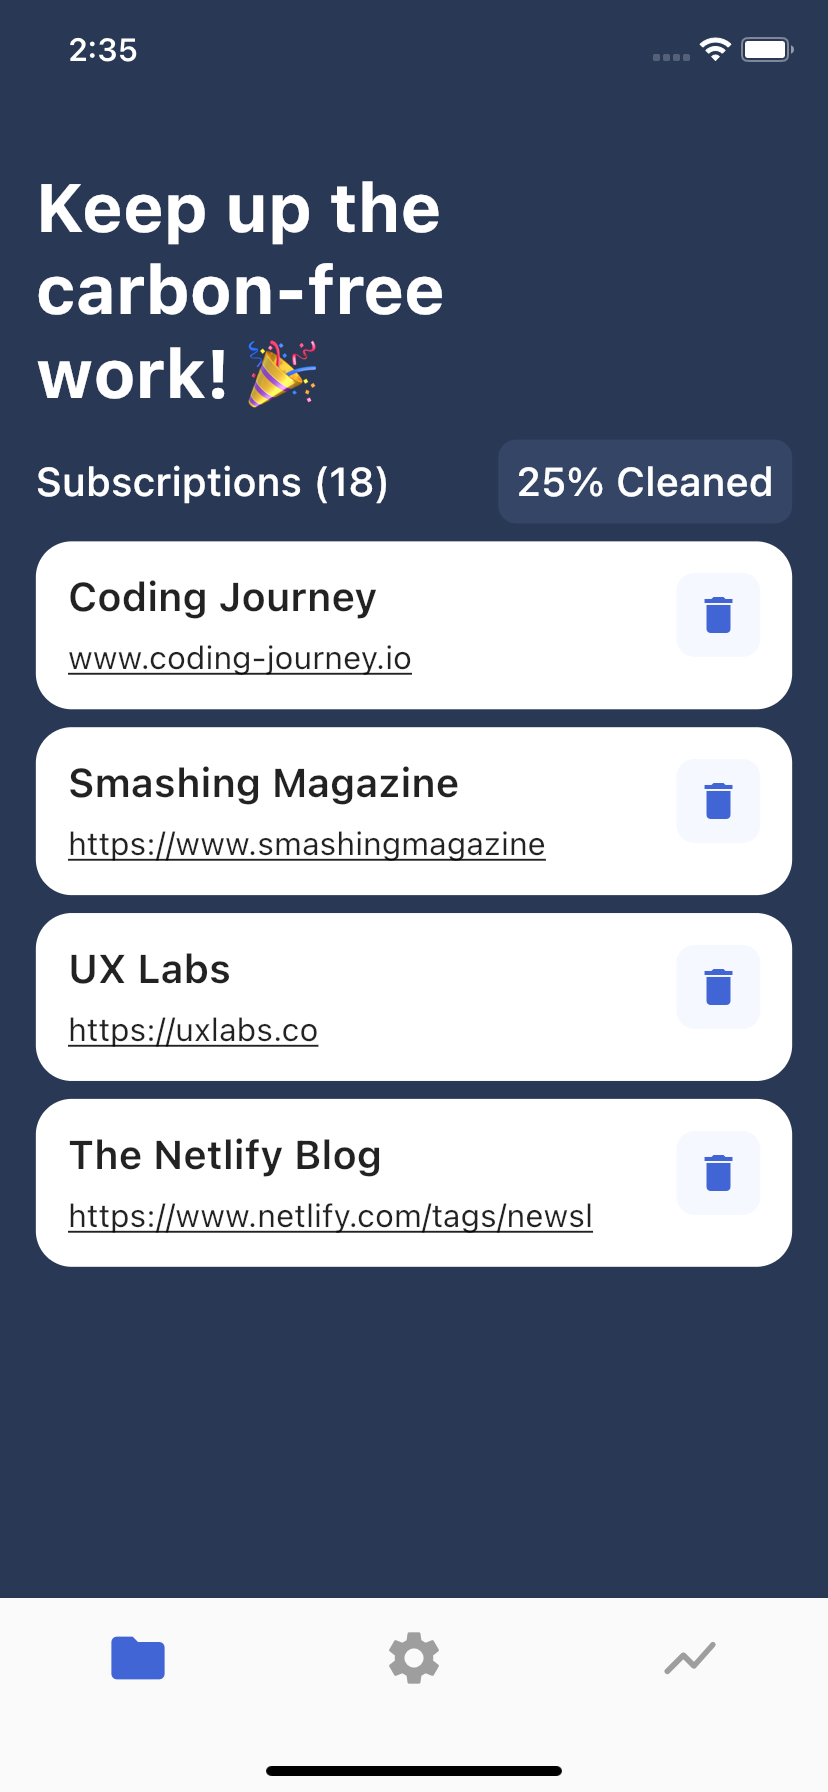 2:35
Keep up the
carbon-free
work! 🎉
Subscriptions (18)
25% Cleaned
Coding Journey
www.coding-journey.io
Smashing Magazine
https://www.smashingmagazine
UX Labs
https://uxlabs.co
The Netlify Blog
https://www.netlify.com/tags/newsl